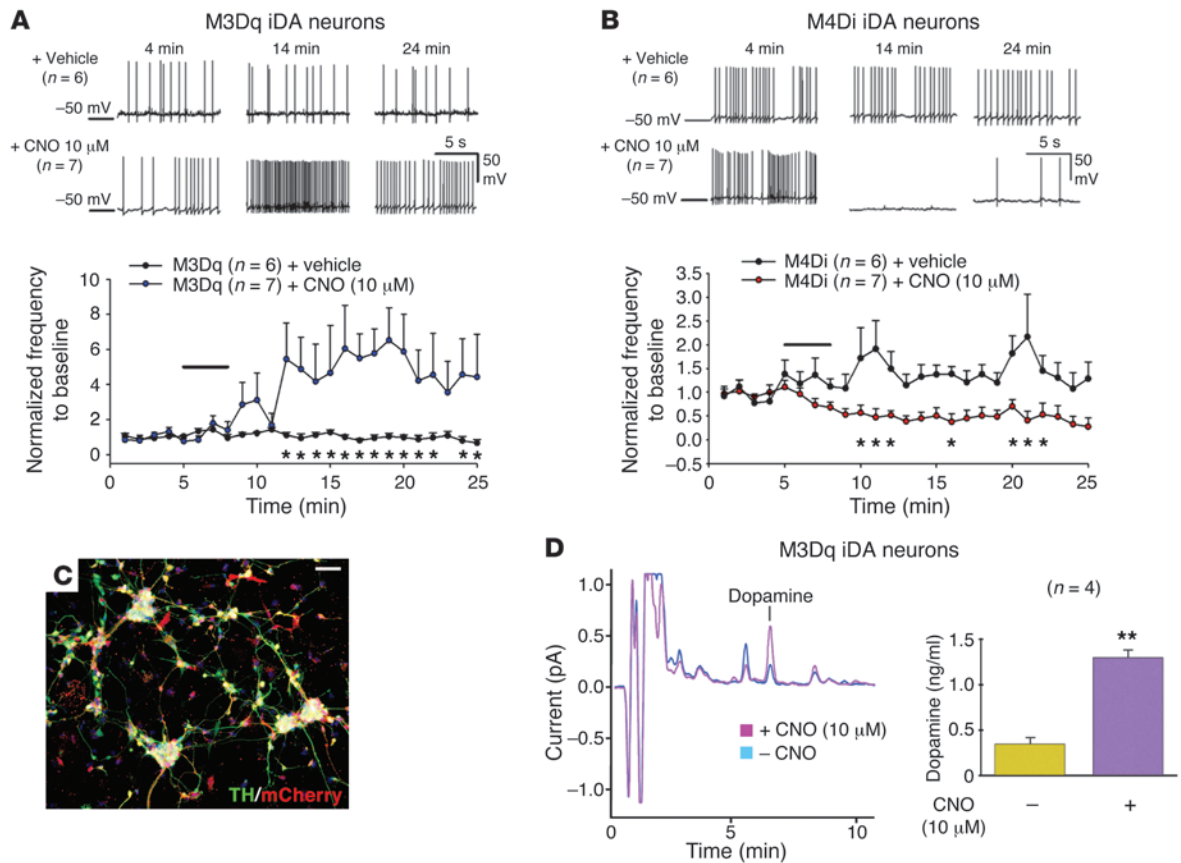 A
M3Dq iDA neurons
4 min 14 min 24 min
+ Vehicle
(n = 6)
−50 mV
+ CNO 10 μM
(n = 7)
5 s
50
mV
−50 mV
M3Dq (n = 6) + vehicle
M3Dq (n = 7) + CNO (10 μM)
Normalized frequency
to baseline
10
8
6
4
2
0
* * * * * * * * * * * * *
0 5 10 15 20 25
Time (min)
B
M4Di iDA neurons
4 min 14 min 24 min
+ Vehicle
(n = 6)
−50 mV
+ CNO 10 μM
(n = 7)
5 s
50
mV
−50 mV
M4Di (n = 6) + vehicle
M4Di (n = 7) + CNO (10 μM)
Normalized frequency
to baseline
3.5
3.0
2.5
2.0
1.5
1.0
0.5
0.0
−0.5
* * * * * * *
0 5 10 15 20 25
Time (min)
C
TH/mCherry
D
M3Dq iDA neurons
Current (pA)
1.0
0.5
0.0
−0.5
−1.0
Dopamine
+ CNO (10 μM)
− CNO
0 5 10
Time (min)
(n = 4)
Dopamine (ng/ml)
1.5
1.0
0.5
0
**
CNO − +
(10 μM)